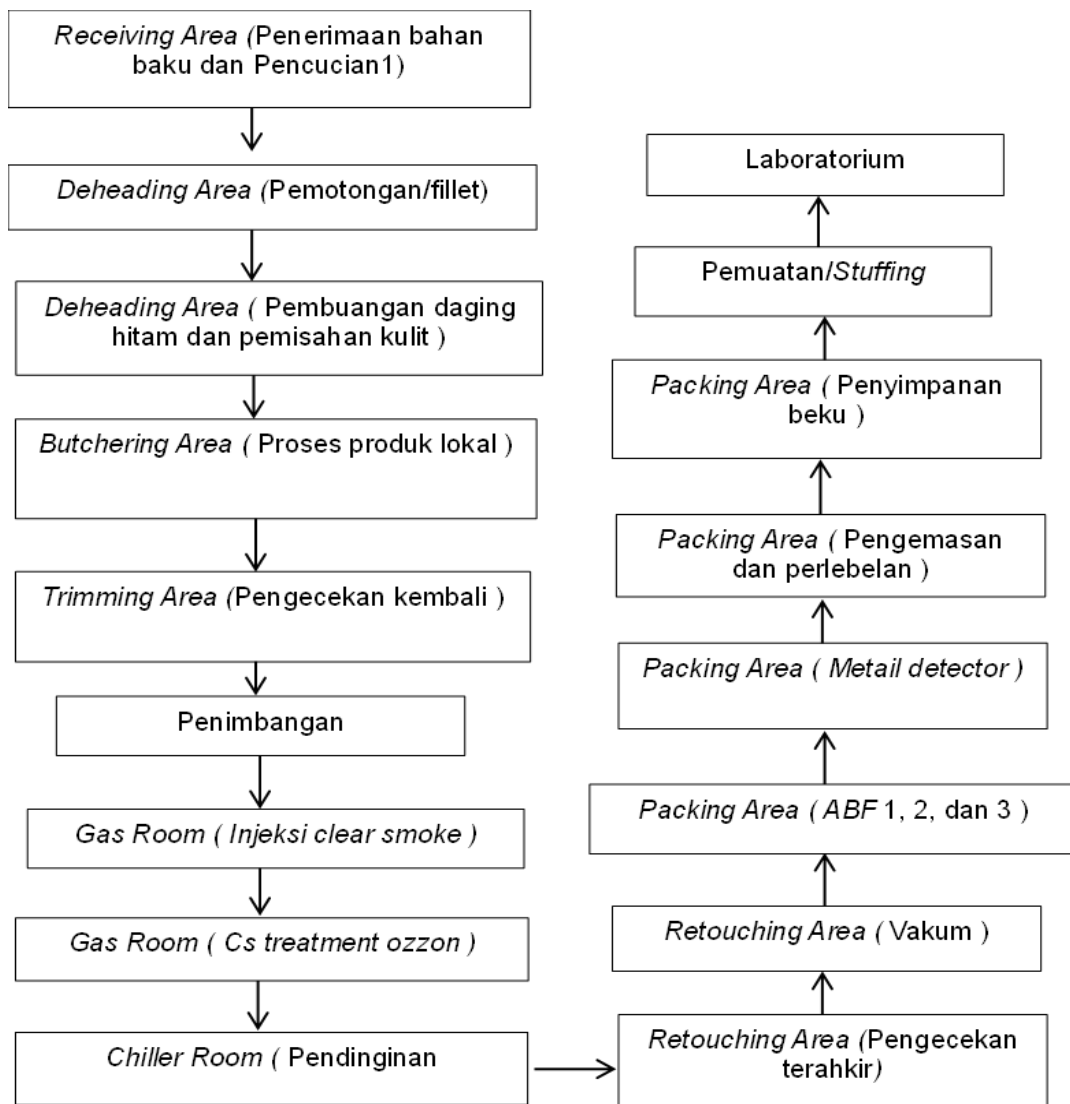 Receiving Area (Penerimaan bahan
baku dan Pencucian1)
Deheading Area (Pemotongan/fillet)
Deheading Area ( Pembuangan daging
hitam dan pemisahan kulit )
Butchering Area ( Proses produk lokal )
Trimming Area (Pengecekan kembali )
Penimbangan
Gas Room ( Injeksi clear smoke )
Gas Room ( Cs treatment ozzon )
Chiller Room ( Pendinginan
Retouching Area (Pengecekan
terahkir)
Retouching Area ( Vakum )
Packing Area ( ABF 1, 2, dan 3 )
Packing Area ( Metail detector )
Packing Area ( Pengemasan
dan perlebelan )
Packing Area ( Penyimpanan
beku )
Pemuatan/Stuffing
Laboratorium